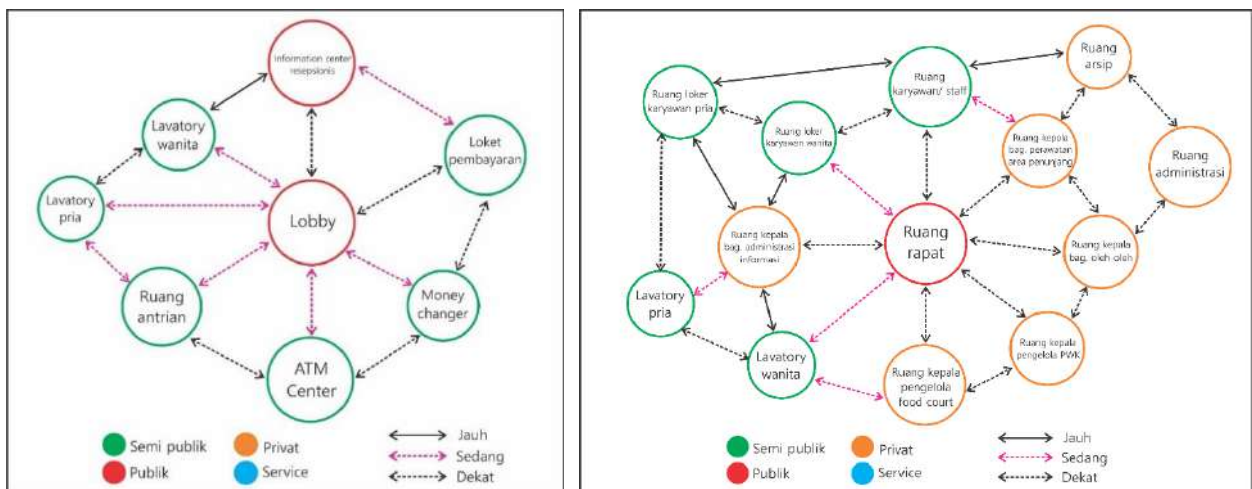 Information center
resepsionis
Lavatory
wanita
Loket
pembayaran
Lavatory
pria
Lobby
Ruang
antrian
Money
changer
ATM
Center
Semi publik
Privat
Jauh
Sedang
Publik
Service
Dekat
Ruang
arsip
Ruang
karyawan/ staff
Ruang loker
karyawan pria
Ruang loker
karyawan wanita
Ruang kepala
bag. perawatan
area penunjang
Ruang
administrasi
Ruang
rapat
Ruang kepala
bag. administrasi
informasi
Ruang kepala
bag. oleh oleh
Lavatory
pria
Ruang kepala
pengelola PWK
Lavatory
wanita
Ruang kepala
pengelola
food court
Semi publik
Privat
Jauh
Sedang
Publik
Service
Dekat